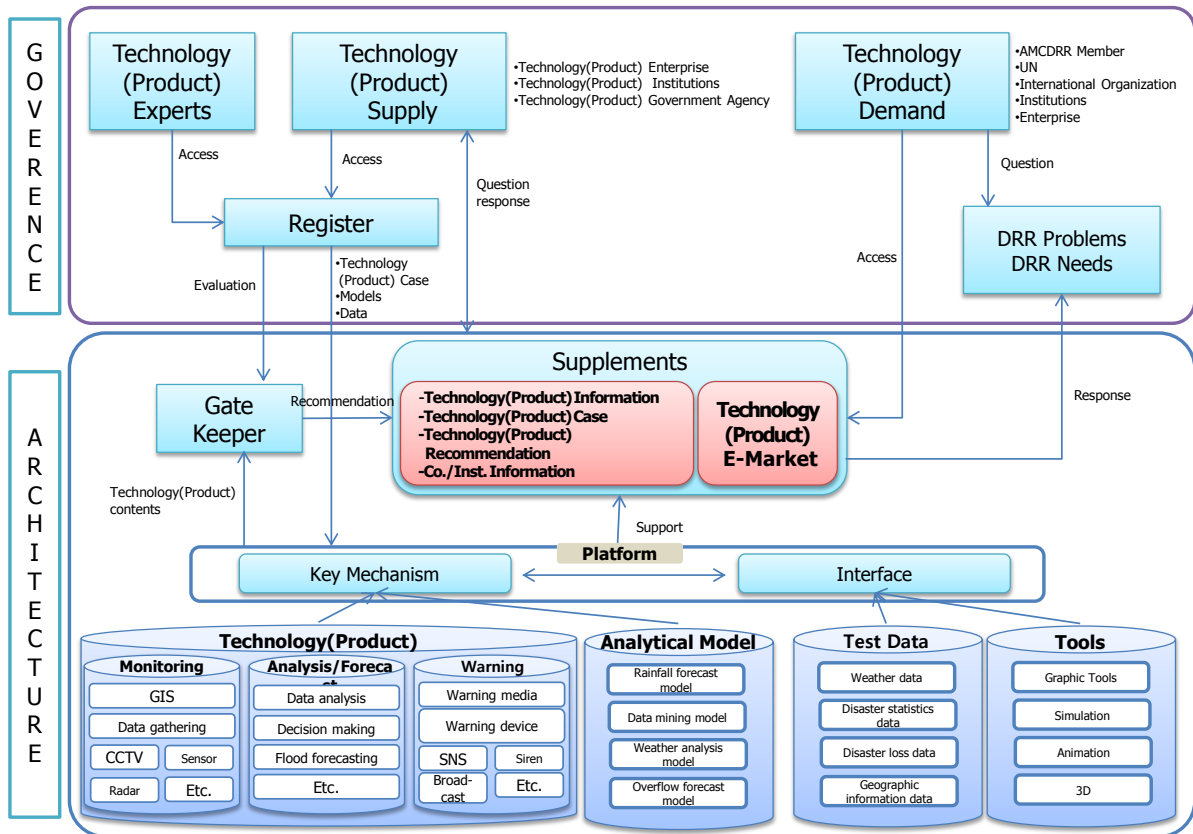 GOVERENCE
Technology
(Product)
Experts
Technology
(Product)
Supply
•Technology(Product) Enterprise
•Technology(Product) Institutions
•Technology(Product) Government Agency
Technology
(Product)
Demand
•AMCDRR Member
•UN
•International Organization
•Institutions
•Enterprise
Access
Access
Question
response
Question
Register
DRR Problems
DRR Needs
Access
Evaluation
•Technology
(Product) Case
•Models
•Data
ARCHITECTURE
Supplements
-Technology(Product) Information
-Technology(Product) Case
-Technology(Product)
Recommendation
-Co./Inst. Information
Technology
(Product)
E-Market
Gate
Keeper
Recommendation
Response
Technology(Product)
contents
Support
Platform
Key Mechanism
Interface
Technology(Product)
Monitoring
GIS
Data gathering
CCTV
Sensor
Radar
Etc.
Analysis/Foreca
st
Data analysis
Decision making
Flood forecasting
Etc.
Warning
Warning media
Warning device
SNS
Siren
Broad-
cast
Etc.
Analytical Model
Rainfall forecast
model
Data mining model
Weather analysis
model
Overflow forecast
model
Test Data
Weather data
Disaster statistics
data
Disaster loss data
Geographic
information data
Tools
Graphic Tools
Simulation
Animation
3D